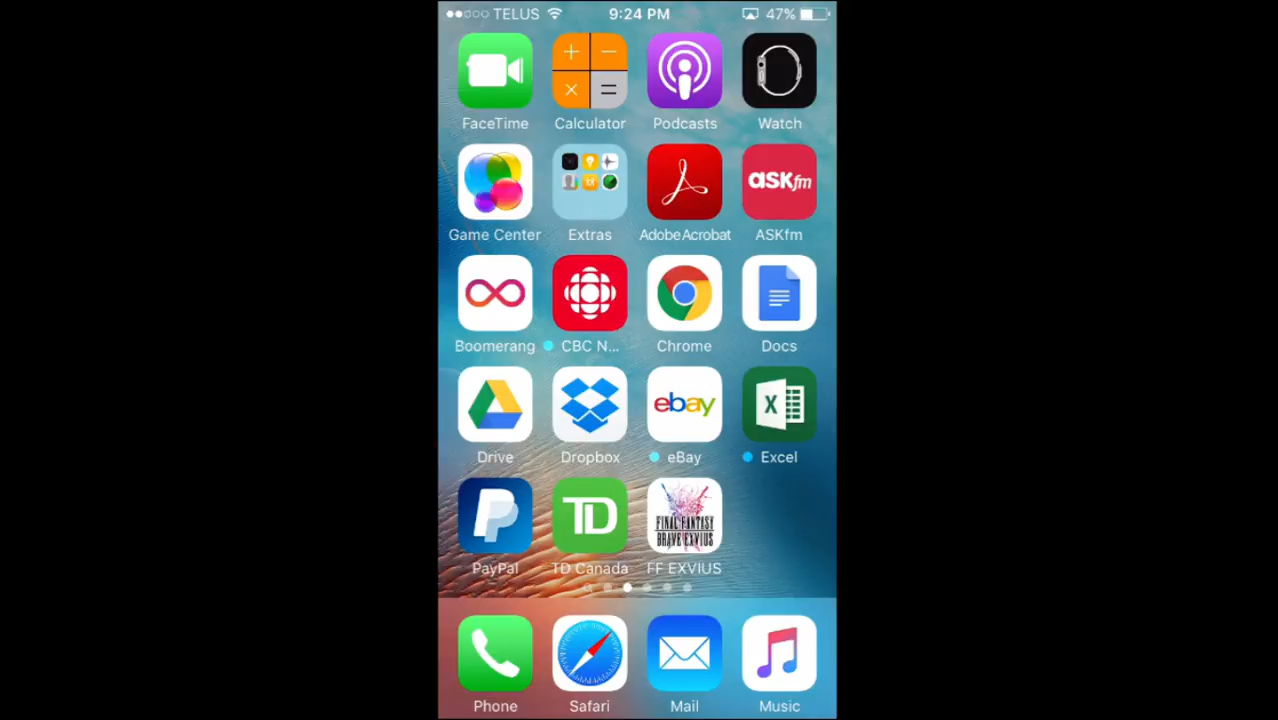 TELUS 9:24 PM 47%
FaceTime Calculator Podcasts Watch
ASKfm
Game Center Extras Adobe Acrobat ASKfm
Boomerang CBC N... Chrome Docs
ebay X
Drive Dropbox eBay Excel
TD FINAL FANTASY
BRAVE EXVIUS
PayPal TD Canada FF EXVIUS
Phone Safari Mail Music